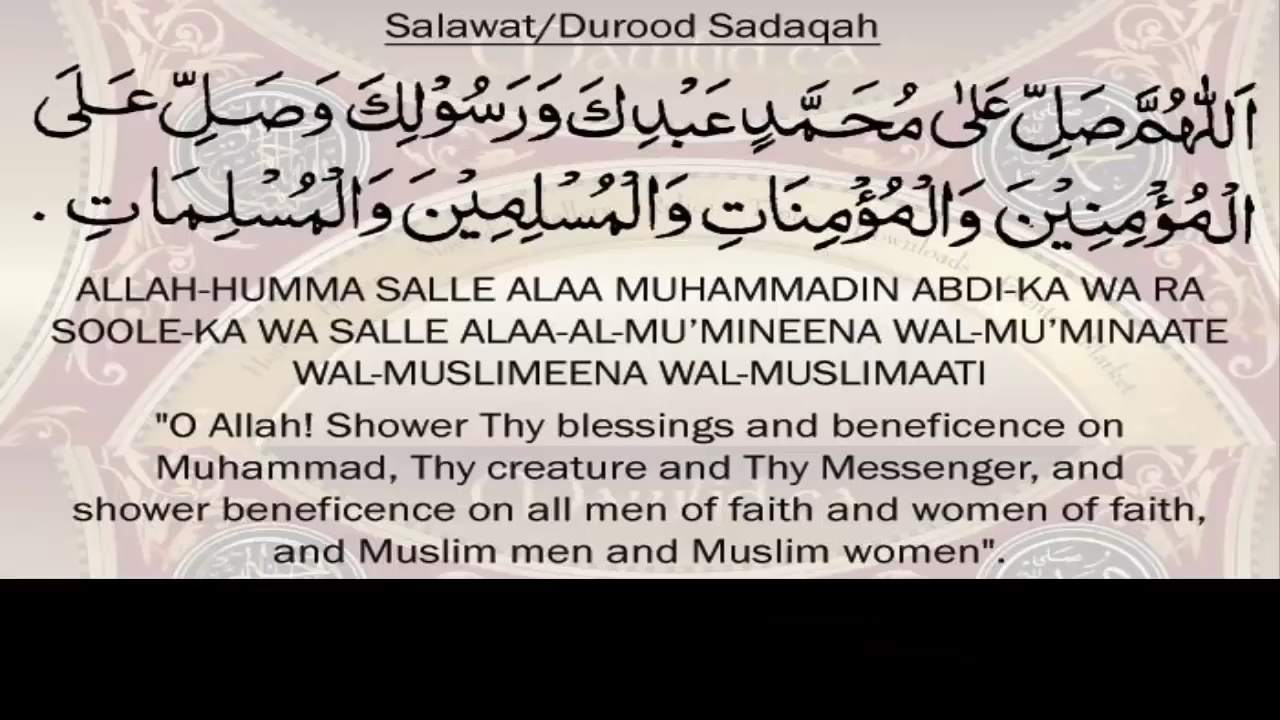 Salawat/Durood Sadaqah
اَللّٰهُمَّ صَلِّ عَلٰى مُحَمَّدٍ عَبْدِكَ وَرَسُوْلِكَ وَصَلِّ عَلَى
الْمُؤْمِنِيْنَ وَالْمُؤْمِنَاتِ وَالْمُسْلِمِيْنَ وَالْمُسْلِمَاتِ .
ALLAH-HUMMA SALLE ALAA MUHAMMADIN ABDI-KA WA RA
SOOLE-KA WA SALLE ALAA-AL-MU’MINEENA WAL-MU’MINAATE
WAL-MUSLIMEENA WAL-MUSLIMAATI
"O Allah! Shower Thy blessings and beneficence on
Muhammad, Thy creature and Thy Messenger, and
shower beneficence on all men of faith and women of faith,
and Muslim men and Muslim women".